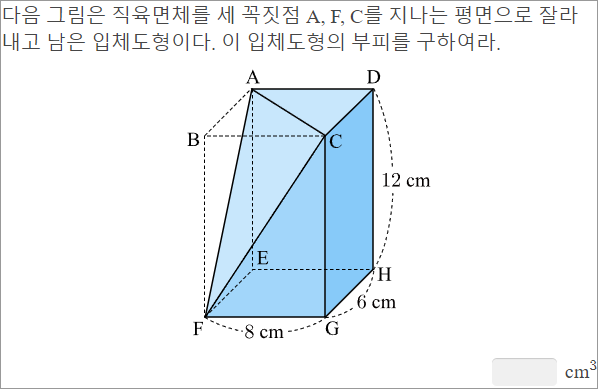 다음 그림은 직육면체를 세 꼭짓점 A, F, C를 지나는 평면으로 잘라
내고 남은 입체도형이다. 이 입체도형의 부피를 구하여라.
A
D
B
C
12 cm
E
H
6 cm
F
8 cm
G
cm³